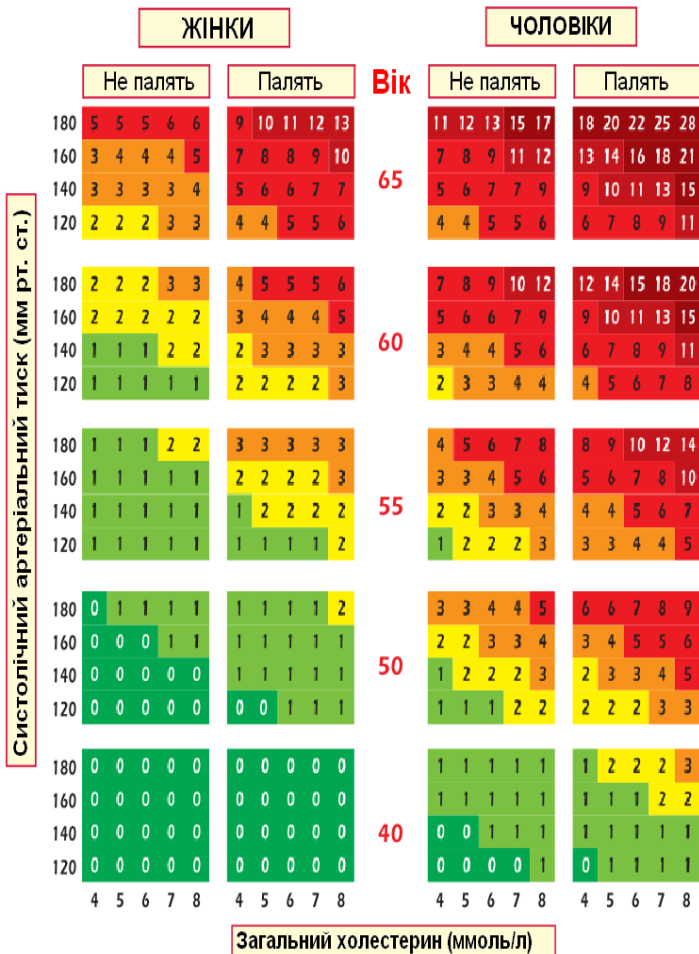 ЖІНКИ ЧОЛОВІКИ
Не палять Палять Вік Не палять Палять
Систолічний артеріальний тиск (мм рт. ст.)
180 5 5 5 6 6 9 10 11 12 13 11 12 13 15 17 18 20 22 25 28
160 3 4 4 4 5 7 8 8 9 10 7 8 9 11 12 13 14 16 18 21
65
140 3 3 3 3 4 5 6 6 7 7 5 6 7 7 9 9 10 11 13 15
120 2 2 2 3 3 4 4 5 5 6 4 4 5 5 6 6 7 8 9 11
180 2 2 2 3 3 4 5 5 5 6 7 8 9 10 12 12 14 15 18 20
160 2 2 2 2 2 3 4 4 4 5 5 6 6 7 9 9 10 11 13 15
60
140 1 1 1 2 2 2 3 3 3 3 3 4 4 5 6 6 7 8 9 11
120 1 1 1 1 1 2 2 2 2 3 2 3 3 4 4 4 5 6 7 8
180 1 1 1 2 2 3 3 3 3 3 4 5 6 7 8 8 9 10 12 14
160 1 1 1 1 1 2 2 2 2 3 3 3 4 5 6 5 6 7 8 10
55
140 1 1 1 1 1 1 2 2 2 2 2 2 3 3 4 4 4 5 6 7
120 1 1 1 1 1 1 1 1 1 2 1 2 2 2 3 3 3 4 4 5
180 0 1 1 1 1 1 1 1 1 2 3 3 4 4 5 6 6 7 8 9
160 0 0 0 1 1 1 1 1 1 1 2 2 3 3 4 3 4 5 5 6
50
140 0 0 0 0 0 1 1 1 1 1 1 2 2 2 3 2 3 3 4 5
120 0 0 0 0 0 0 0 1 1 1 1 1 1 2 2 2 2 2 3 3
180 0 0 0 0 0 0 0 0 0 0 1 1 1 1 1 1 2 2 2 3
160 0 0 0 0 0 0 0 0 0 0 1 1 1 1 1 1 1 1 2 2
40
140 0 0 0 0 0 0 0 0 0 0 0 0 1 1 1 1 1 1 1 1
120 0 0 0 0 0 0 0 0 0 0 0 0 0 0 1 0 1 1 1 1
4 5 6 7 8 4 5 6 7 8 4 5 6 7 8 4 5 6 7 8
Загальний холестерин (ммоль/л)